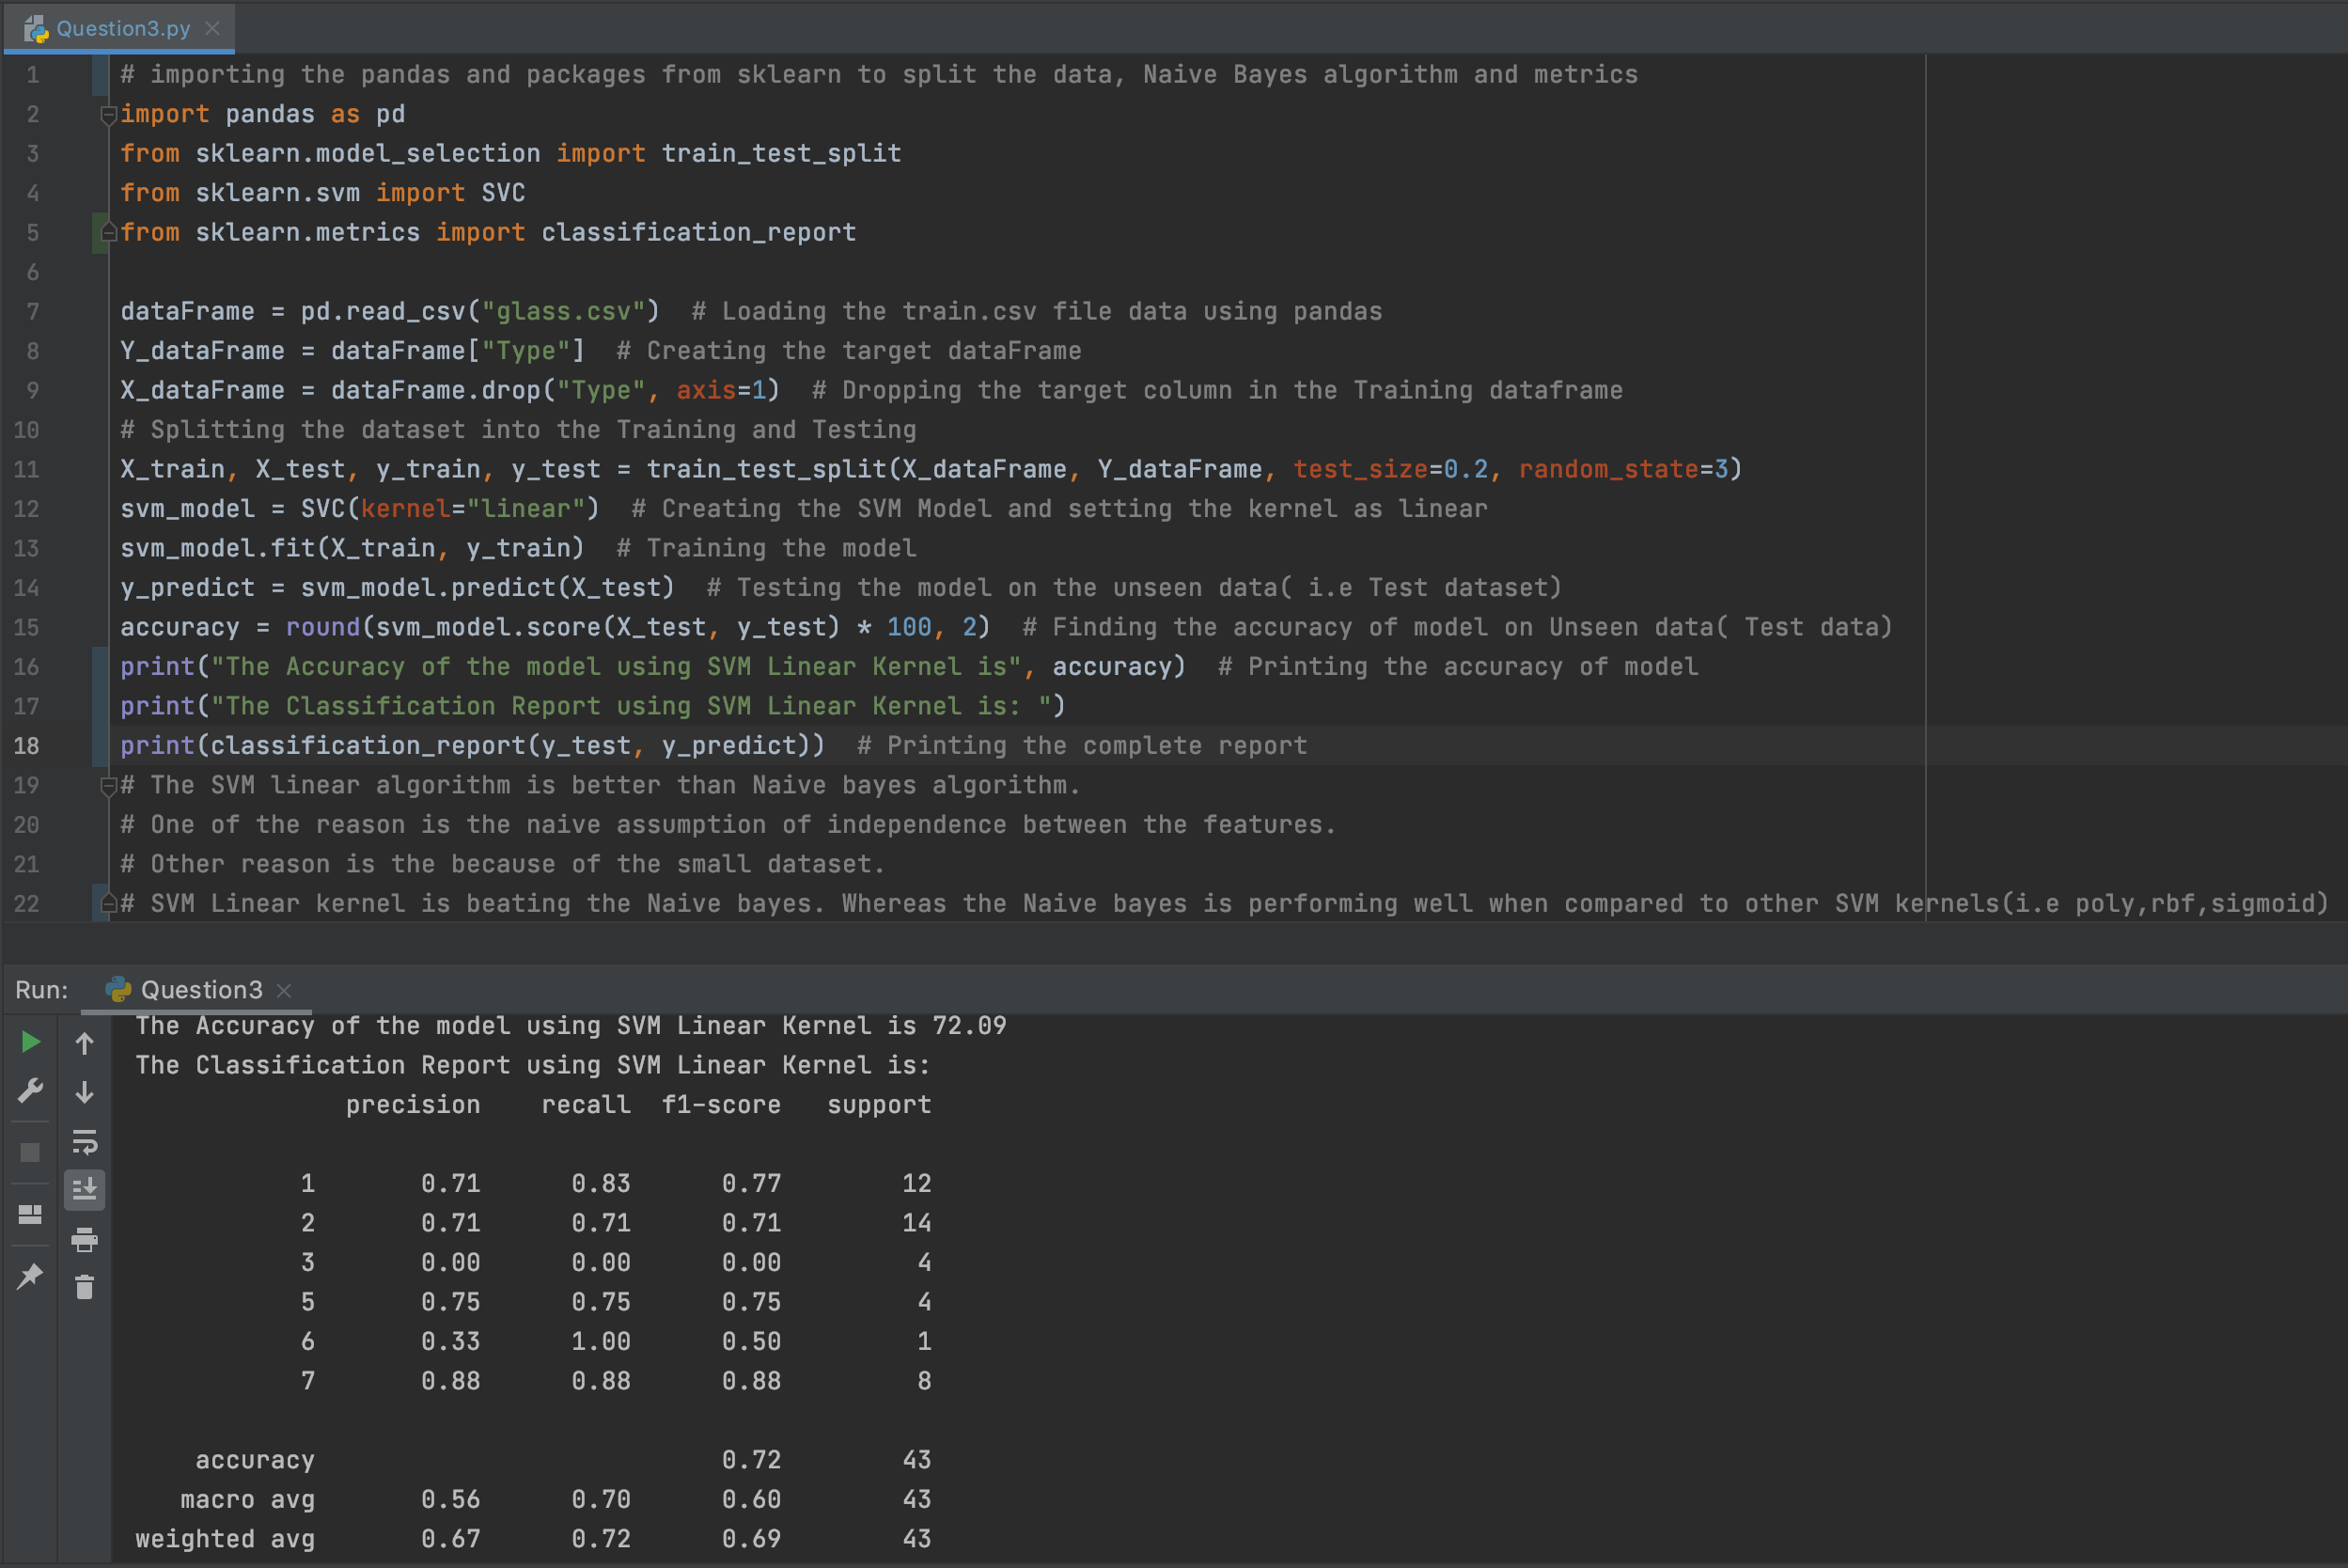 Question3.py
1 # importing the pandas and packages from sklearn to split the data, Naive Bayes algorithm and metrics
2 import pandas as pd
3 from sklearn.model_selection import train_test_split
4 from sklearn.svm import SVC
5 from sklearn.metrics import classification_report
6
7 dataFrame = pd.read_csv("glass.csv")  # Loading the train.csv file data using pandas
8 Y_dataFrame = dataFrame["Type"]  # Creating the target dataFrame
9 X_dataFrame = dataFrame.drop("Type", axis=1)  # Dropping the target column in the Training dataframe
10 # Splitting the dataset into the Training and Testing
11 X_train, X_test, y_train, y_test = train_test_split(X_dataFrame, Y_dataFrame, test_size=0.2, random_state=3)
12 svm_model = SVC(kernel="linear")  # Creating the SVM Model and setting the kernel as linear
13 svm_model.fit(X_train, y_train)  # Training the model
14 y_predict = svm_model.predict(X_test)  # Testing the model on the unseen data( i.e Test dataset)
15 accuracy = round(svm_model.score(X_test, y_test) * 100, 2)  # Finding the accuracy of model on Unseen data( Test data)
16 print("The Accuracy of the model using SVM Linear Kernel is", accuracy)  # Printing the accuracy of model
17 print("The Classification Report using SVM Linear Kernel is: ")
18 print(classification_report(y_test, y_predict))  # Printing the complete report
19 # The SVM linear algorithm is better than Naive bayes algorithm.
20 # One of the reason is the naive assumption of independence between the features.
21 # Other reason is the because of the small dataset.
22 # SVM Linear kernel is beating the Naive bayes. Whereas the Naive bayes is performing well when compared to other SVM kernels(i.e poly,rbf,sigmoid)
Run: Question3
The Accuracy of the model using SVM Linear Kernel is 72.09
The Classification Report using SVM Linear Kernel is:
precision recall f1-score support
1 0.71 0.83 0.77 12
2 0.71 0.71 0.71 14
3 0.00 0.00 0.00 4
5 0.75 0.75 0.75 4
6 0.33 1.00 0.50 1
7 0.88 0.88 0.88 8
accuracy 0.72 43
macro avg 0.56 0.70 0.60 43
weighted avg 0.67 0.72 0.69 43